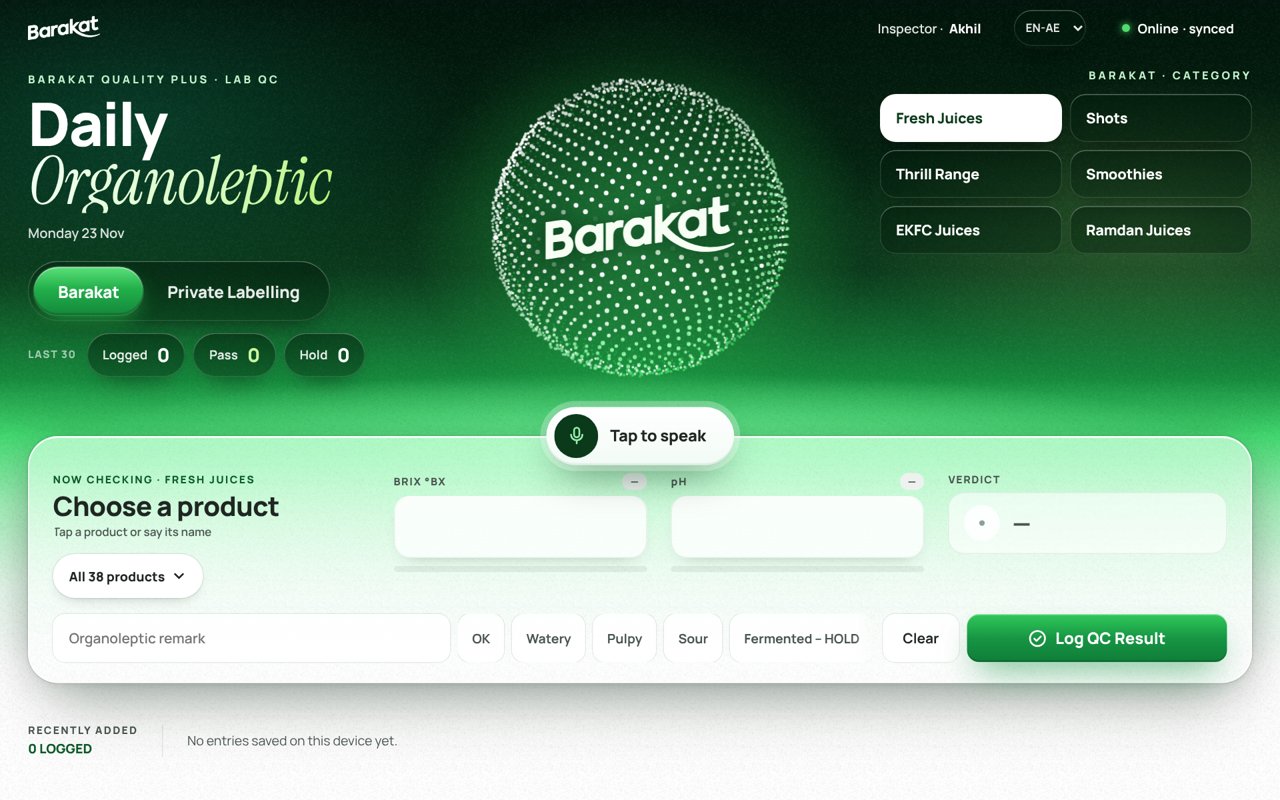 Barakat
Inspector · Akhil
EN-AE
Online · synced
BARAKAT QUALITY PLUS · LAB QC
Daily
Organoleptic
Monday 23 Nov
Barakat
Private Labelling
LAST 30
Logged 0
Pass 0
Hold 0
Barakat
BARAKAT · CATEGORY
Fresh Juices
Shots
Thrill Range
Smoothies
EKFC Juices
Ramdan Juices
Tap to speak
NOW CHECKING · FRESH JUICES
Choose a product
Tap a product or say its name
All 38 products
BRIX °BX
–
pH
–
VERDICT
—
Organoleptic remark
OK
Watery
Pulpy
Sour
Fermented – HOLD
Clear
Log QC Result
RECENTLY ADDED
0 LOGGED
No entries saved on this device yet.